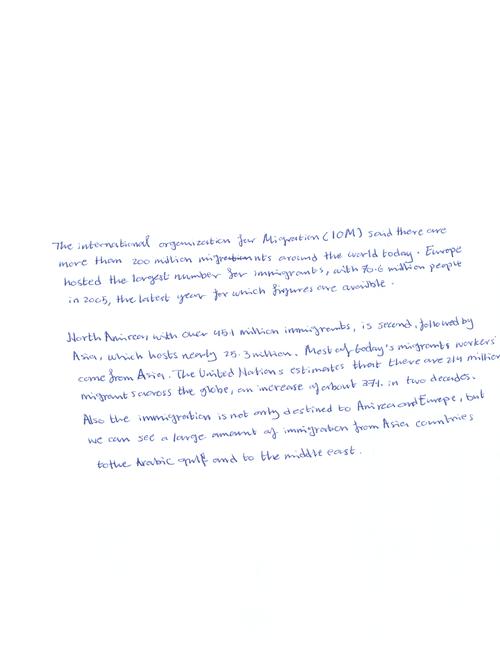 The international organization for Migration (IOM) said there are
more than 200 million migrants around the world today. Europe
hosted the largest number for immigrants, with 70.6 million people
in 2005, the latest year for which figures are availble.
North Amirca, with over 45.1 million immigrants, is second, followed by
Asia, which hosts nearly 25.3 million. Most of today's migrants workers'
come from Asia. The United Nations estimates that there are 214 million
migrants across the globe, an increase of about 37%. in two decades.
Also the immigration is not only destined to Amirca and Europe, but
we can see a large amount of immigration from Asia countries
to the Arabic gulf and to the middle east.